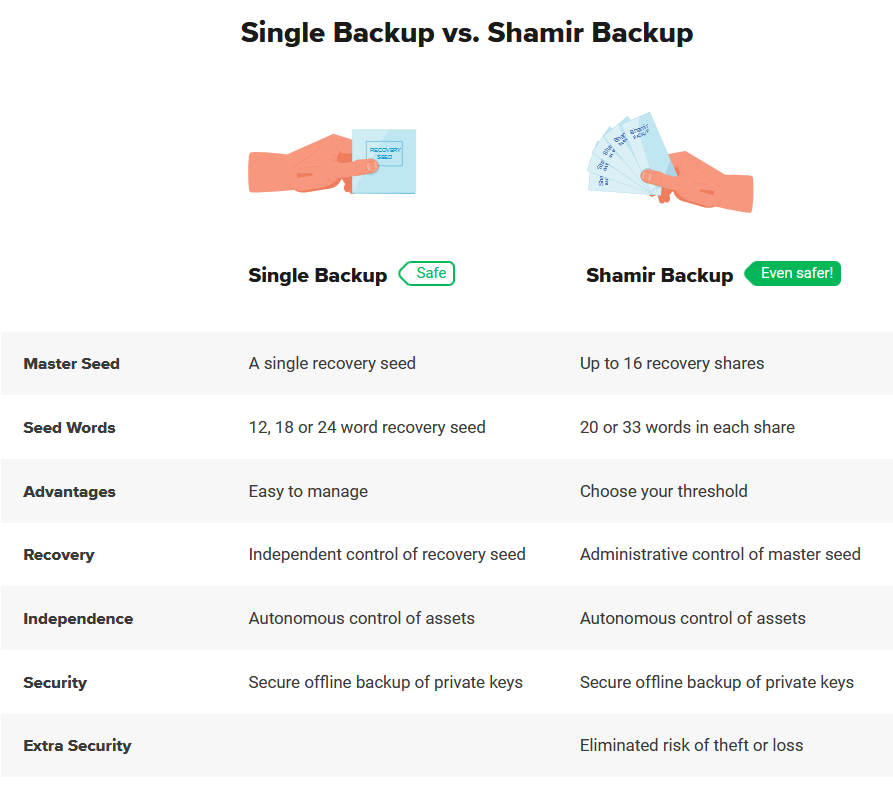 Single Backup vs. Shamir Backup
RECOVERY
SEED
Shamir
Single Backup Safe Shamir Backup Even safer!
Master Seed A single recovery seed Up to 16 recovery shares
Seed Words 12, 18 or 24 word recovery seed 20 or 33 words in each share
Advantages Easy to manage Choose your threshold
Recovery Independent control of recovery seed Administrative control of master seed
Independence Autonomous control of assets Autonomous control of assets
Security Secure offline backup of private keys Secure offline backup of private keys
Extra Security Eliminated risk of theft or loss